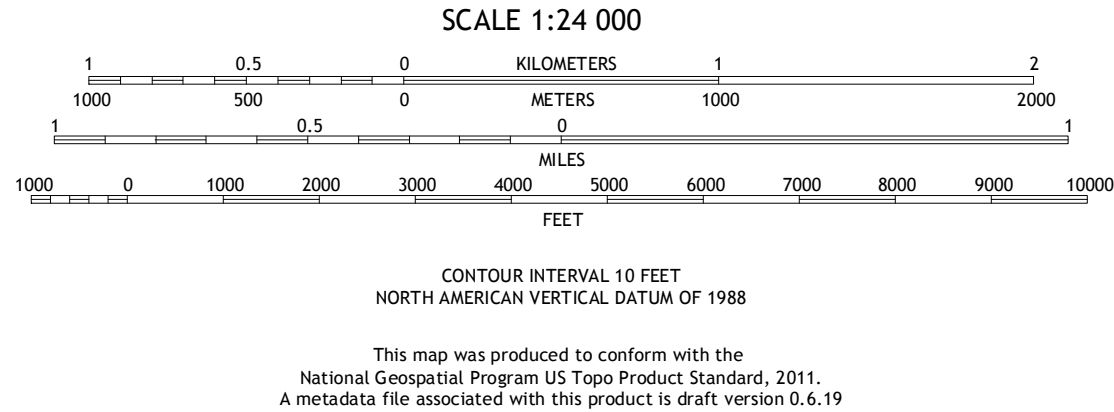 SCALE 1:24 000
1 0.5 0 KILOMETERS 1 2
1000 500 0 METERS 1000 2000
1 0.5 0 1
MILES
1000 0 1000 2000 3000 4000 5000 6000 7000 8000 9000 10000
FEET
CONTOUR INTERVAL 10 FEET
NORTH AMERICAN VERTICAL DATUM OF 1988
This map was produced to conform with the
National Geospatial Program US Topo Product Standard, 2011.
A metadata file associated with this product is draft version 0.6.19